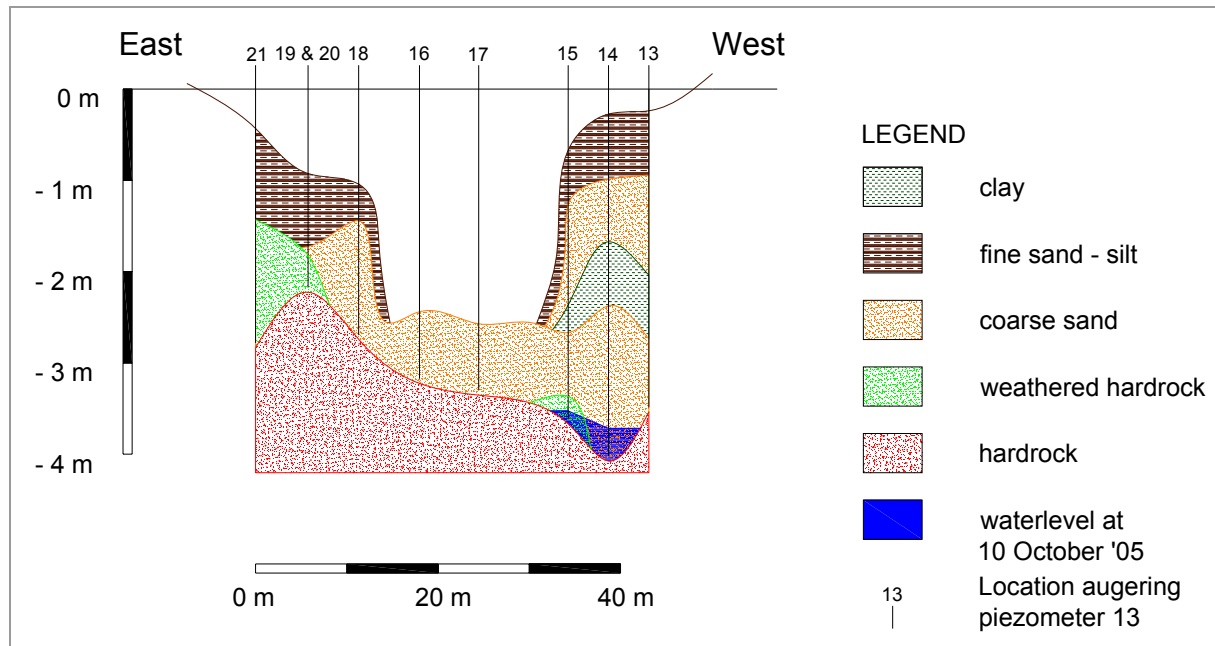 East
West
21 19 & 20 18 16 17 15 14 13
0 m
- 1 m
- 2 m
- 3 m
- 4 m
0 m 20 m 40 m
LEGEND
clay
fine sand - silt
coarse sand
weathered hardrock
hardrock
waterlevel at
10 October '05
13
Location augering
piezometer 13